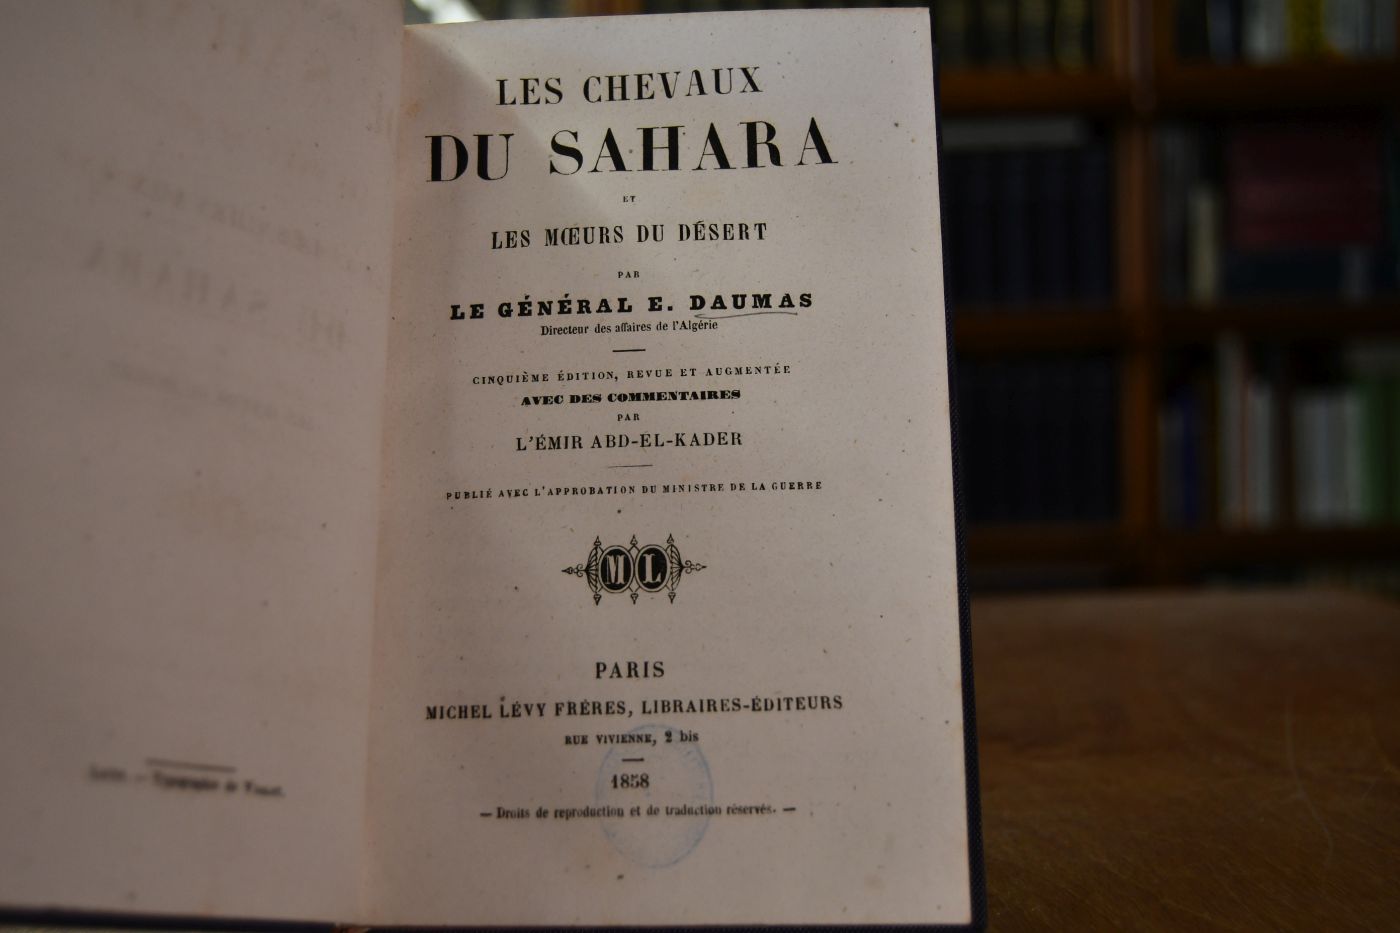 LES CHEVAUX
DU SAHARA
ET
LES MŒURS DU DÉSERT
PAR
LE GÉNÉRAL E. DAUMAS
Directeur des affaires de l'Algérie
CINQUIÈME ÉDITION, REVUE ET AUGMENTÉE
AVEC DES COMMENTAIRES
PAR
L'ÉMIR ABD-EL-KADER
PUBLIÉ AVEC L'APPROBATION DU MINISTRE DE LA GUERRE
ML
PARIS
MICHEL LÉVY FRÈRES, LIBRAIRES-ÉDITEURS
RUE VIVIENNE, 2 bis
1858
— Droits de reproduction et de traduction réservés. —